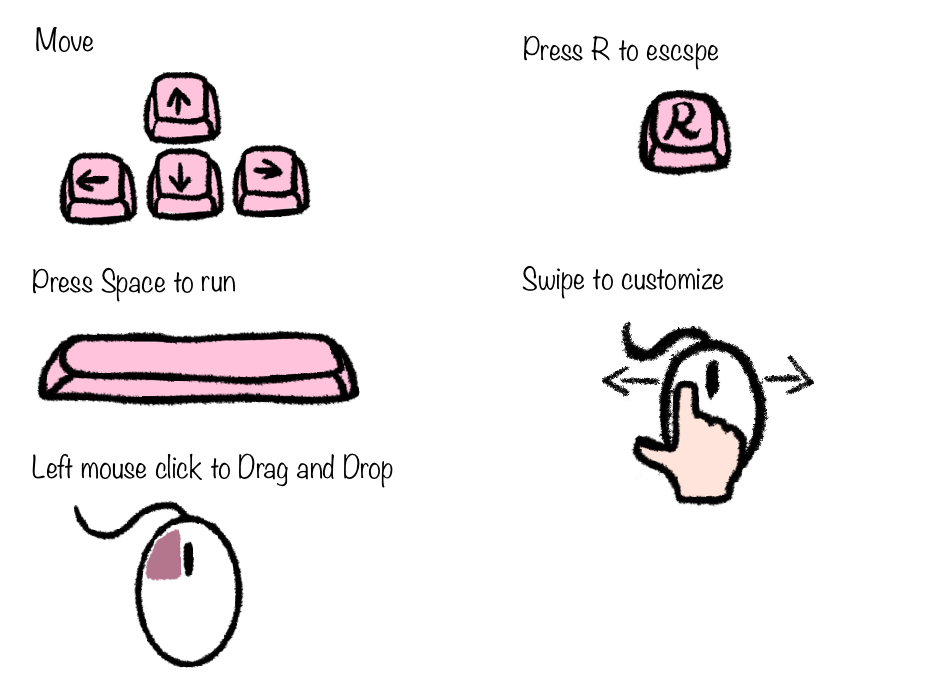 Move
Press R to escspe
R
Press Space to run
Swipe to customize
Left mouse click to Drag and Drop